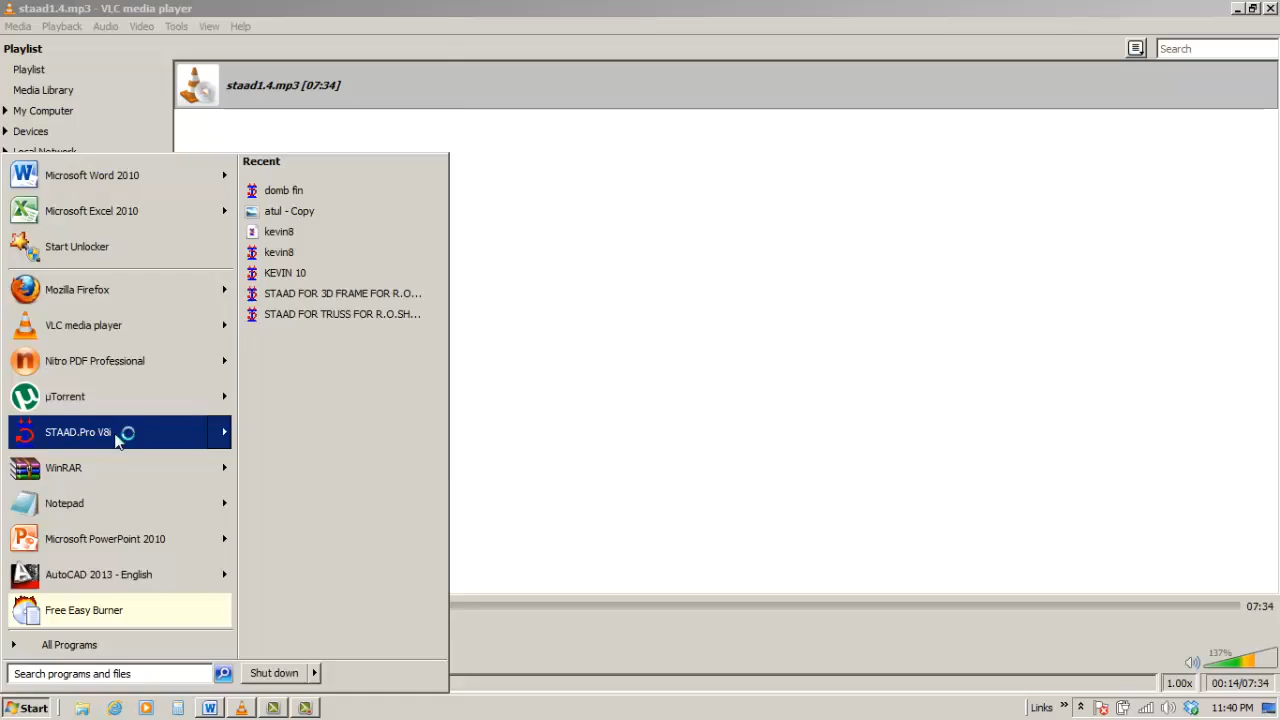 staad1.4.mp3 - VLC media player
Media Playback Audio Video Tools View Help
Playlist
Search
Playlist
staad1.4.mp3 [07:34]
Media Library
My Computer
Devices
Local Network
Recent
Microsoft Word 2010
domb fin
Microsoft Excel 2010
atul - Copy
kevin8
Start Unlocker
kevin8
KEVIN 10
Mozilla Firefox
STAAD FOR 3D FRAME FOR R.O...
VLC media player
STAAD FOR TRUSS FOR R.O.SH...
Nitro PDF Professional
µTorrent
STAAD.Pro V8i
WinRAR
Notepad
Microsoft PowerPoint 2010
AutoCAD 2013 - English
Free Easy Burner
07:34
All Programs
137%
Search programs and files
Shut down
1.00x
00:14/07:34
Start
Links
11:40 PM